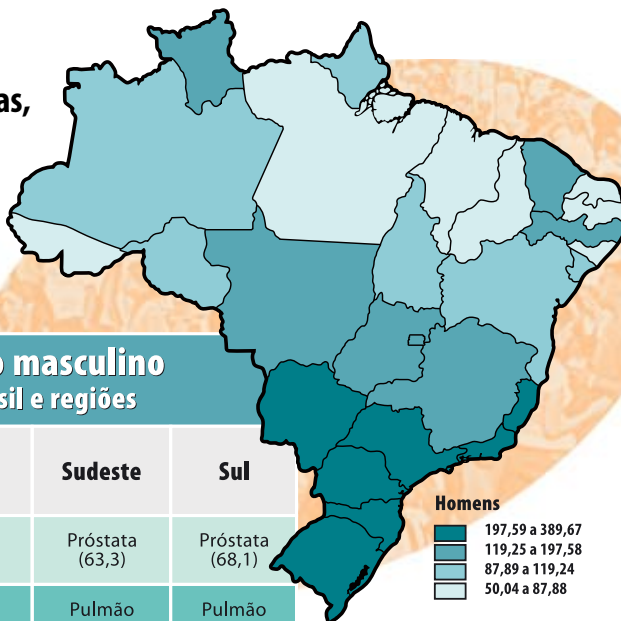 as,
o masculino
sil e regiões
Sudeste
Sul
Próstata
(63,3)
Próstata
(68,1)
Pulmão
Pulmão
Homens
197,59 a 389,67
119,25 a 197,58
87,89 a 119,24
50,04 a 87,88